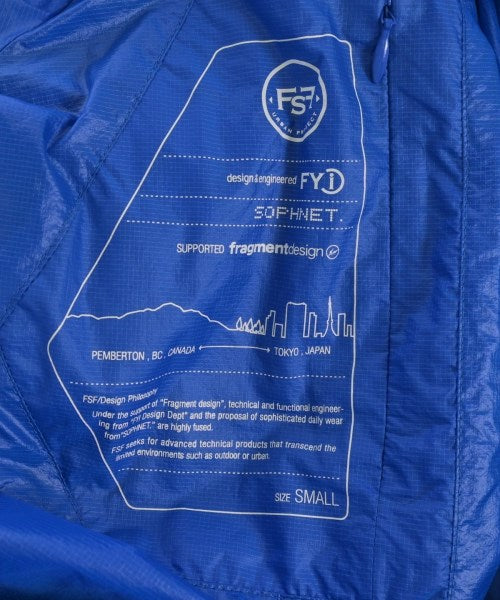 FSF
URBAN PROJECT
design&engineered FYi
SOPHNET.
SUPPORTED fragmentdesign
PEMBERTON , BC . CANADA TOKYO . JAPAN
FSF/Design Philosophy
Under the support of "Fragment design", technical and functional engineer-
ing from "FYI Design Dept" and the proposal of sophisticated daily wear
from"SOPHNET." are highly fused.
FSF seeks for advanced technical products that transcend the
limited environments such as outdoor or urban.
SIZE SMALL